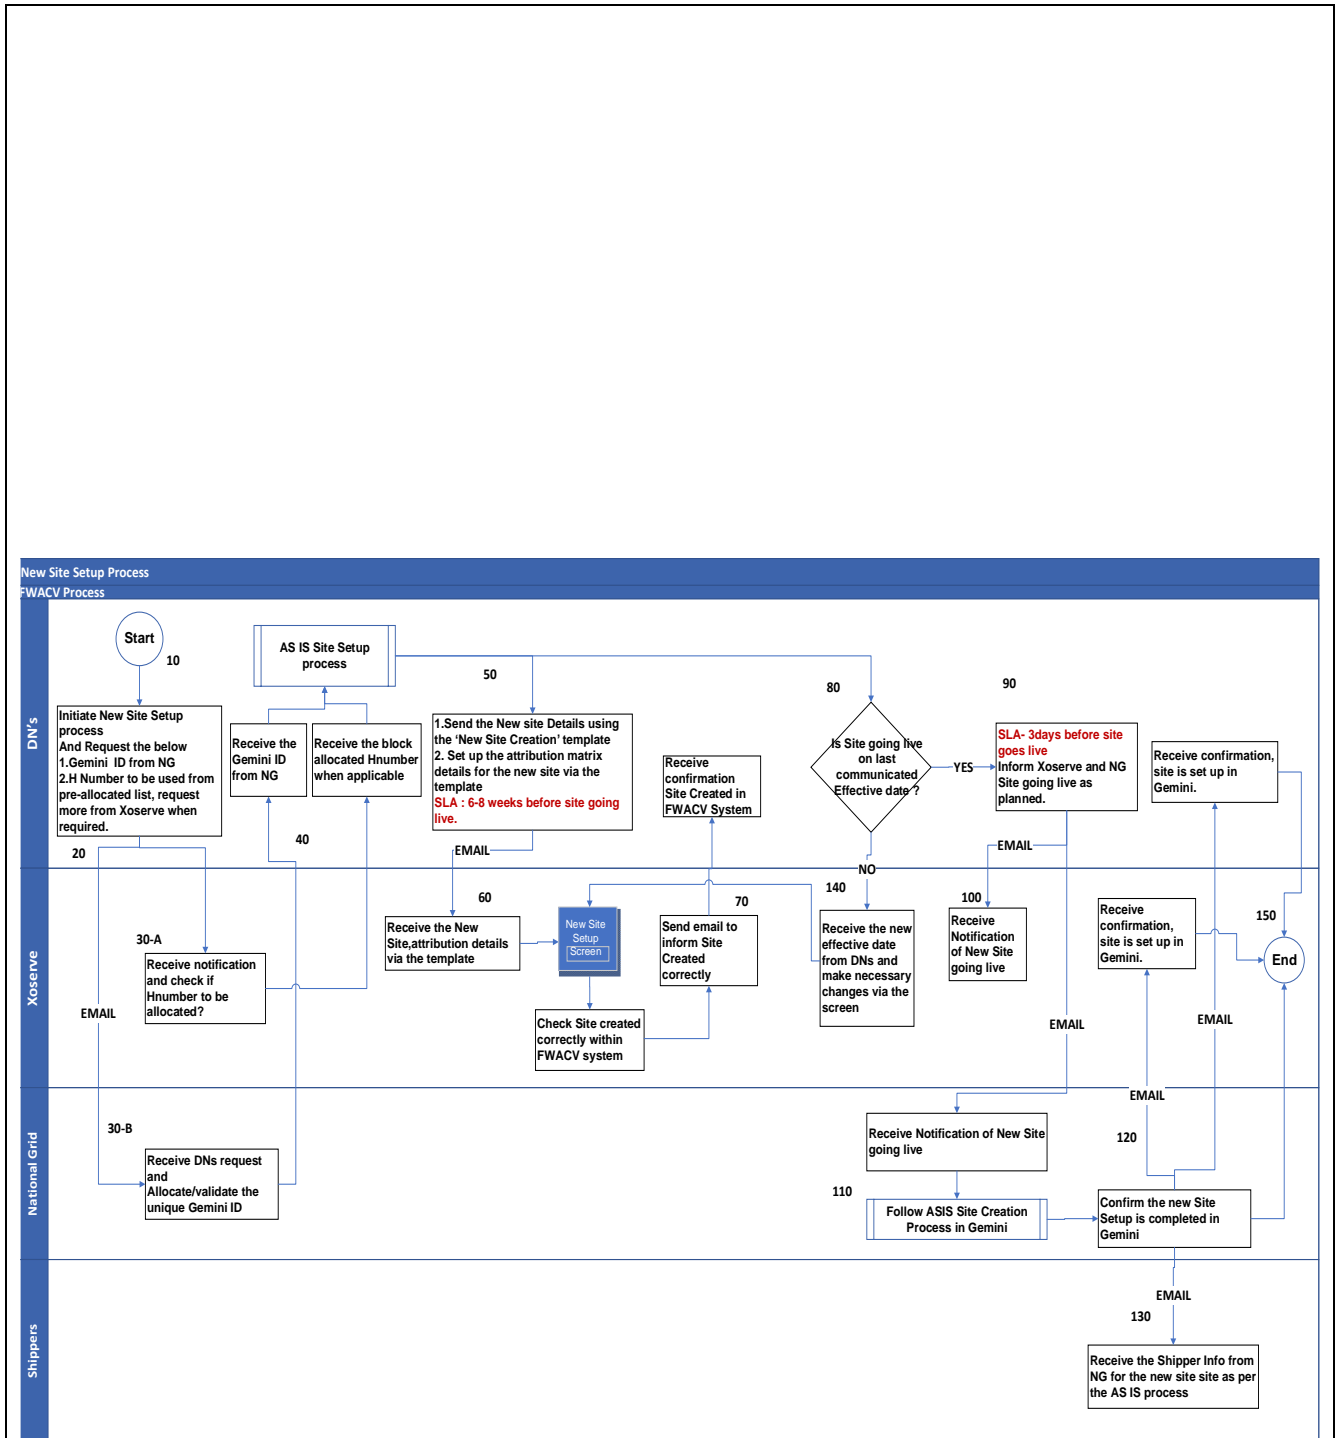 New Site Setup Process
FWACV Process
DN's
Start
10
Initiate New Site Setup
process
And Request the below
1.Gemini  ID from NG
2.H Number to be used from
pre-allocated list, request
more from Xoserve when
required.
20
AS IS Site Setup
process
Receive the
Gemini ID
from NG
Receive the block
allocated Hnumber
when applicable
40
50
1.Send the New site Details using
the ‘New Site Creation’ template
2. Set up the attribution matrix
details for the new site via the
template
SLA : 6-8 weeks before site going
live.
EMAIL
Receive
confirmation
Site Created in
FWACV System
80
Is Site going live
on last
communicated
Effective date ?
YES
NO
90
SLA- 3days before site
goes live
Inform Xoserve and NG
Site going live as
planned.
EMAIL
Receive confirmation,
site is set up in
Gemini.
Xoserve
30-A
Receive notification
and check if
Hnumber to be
allocated?
EMAIL
60
Receive the New
Site,attribution details
via the template
New Site
Setup
Screen
Check Site created
correctly within
FWACV system
70
Send email to
inform Site
Created
correctly
140
Receive the new
effective date
from DNs and
make necessary
changes via the
screen
100
Receive
Notification
of New Site
going live
EMAIL
Receive
confirmation,
site is set up in
Gemini.
EMAIL
150
End
National Grid
30-B
Receive DNs request
and
Allocate/validate the
unique Gemini ID
Receive Notification of New Site
going live
110
Follow ASIS Site Creation
Process in Gemini
EMAIL
120
Confirm the new Site
Setup is completed in
Gemini
Shippers
EMAIL
130
Receive the Shipper Info from
NG for the new site site as per
the AS IS process